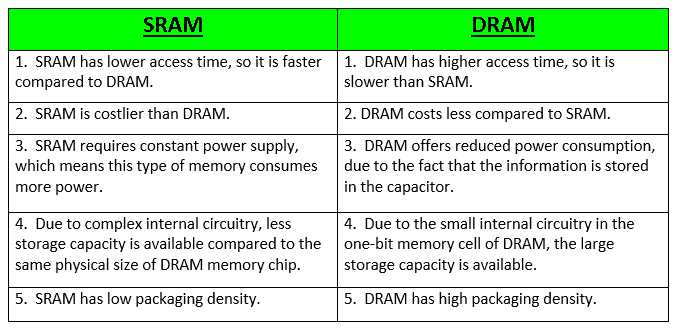 SRAM
DRAM
1.  SRAM has lower access time, so it is faster
compared to DRAM.
1.  DRAM has higher access time, so it is
slower than SRAM.
2.  SRAM is costlier than DRAM.
2. DRAM costs less compared to SRAM.
3.  SRAM requires constant power supply,
which means this type of memory consumes
more power.
3.  DRAM offers reduced power consumption,
due to the fact that the information is stored
in the capacitor.
4.  Due to complex internal circuitry, less
storage capacity is available compared to the
same physical size of DRAM memory chip.
4.  Due to the small internal circuitry in the
one-bit memory cell of DRAM, the large
storage capacity is available.
5.  SRAM has low packaging density.
5.  DRAM has high packaging density.